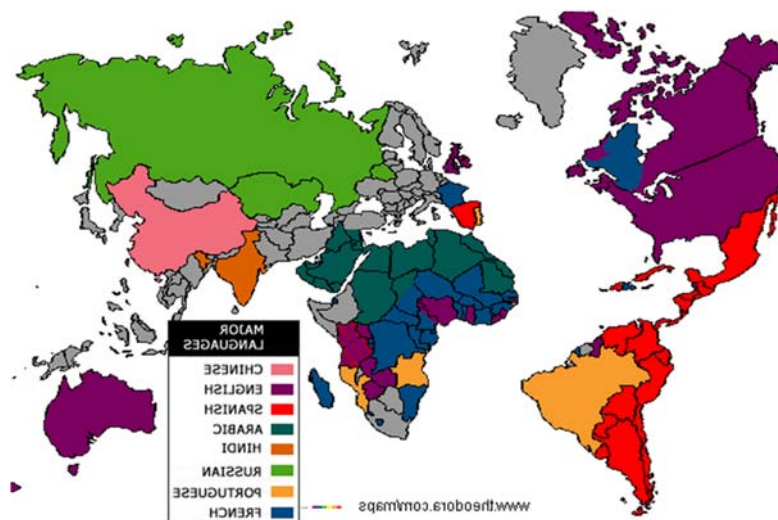 MAJOR
LANGUAGES
CHINESE
ENGLISH
SPANISH
ARABIC
HINDI
RUSSIAN
PORTUGUESE
FRENCH
www.theodora.com/maps